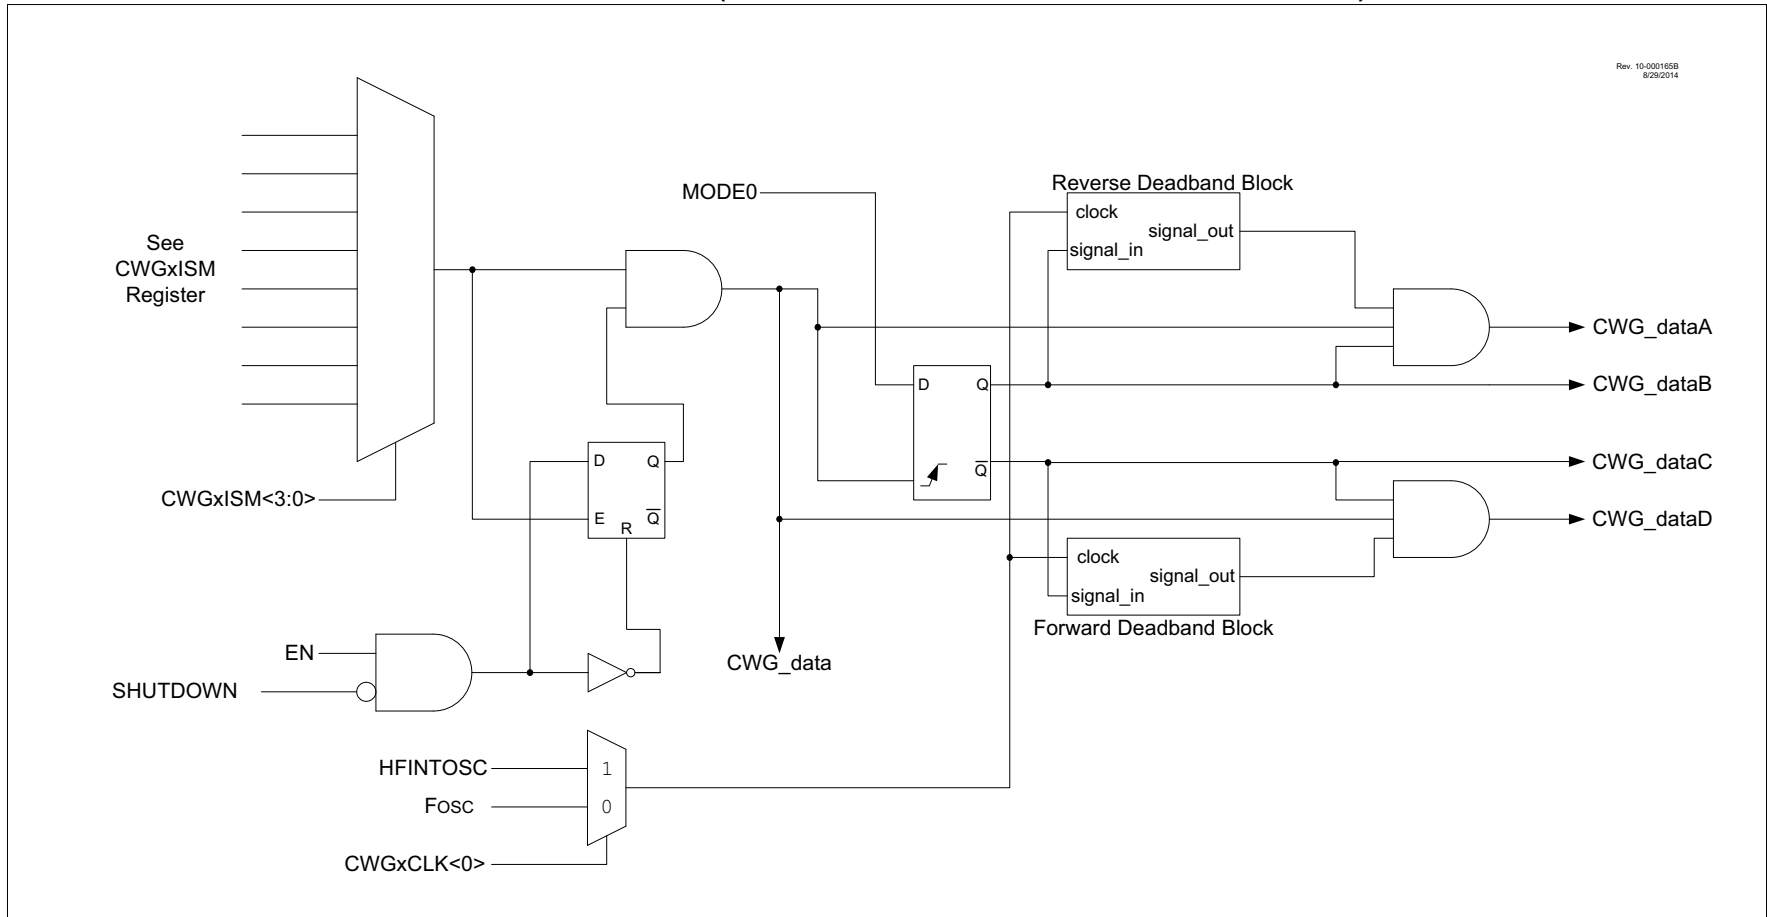 Rev. 10-000165B
8/29/2014
See
CWGxISM
Register
CWGxISM<3:0>
MODE0
Reverse Deadband Block
clock
signal_in
signal_out
D
Q
Q̅
D
Q
E
Q̅
R
CWG_dataA
CWG_dataB
CWG_dataC
CWG_dataD
clock
signal_in
signal_out
Forward Deadband Block
EN
SHUTDOWN
CWG_data
HFINTOSC
1
FOSC
0
CWGxCLK<0>